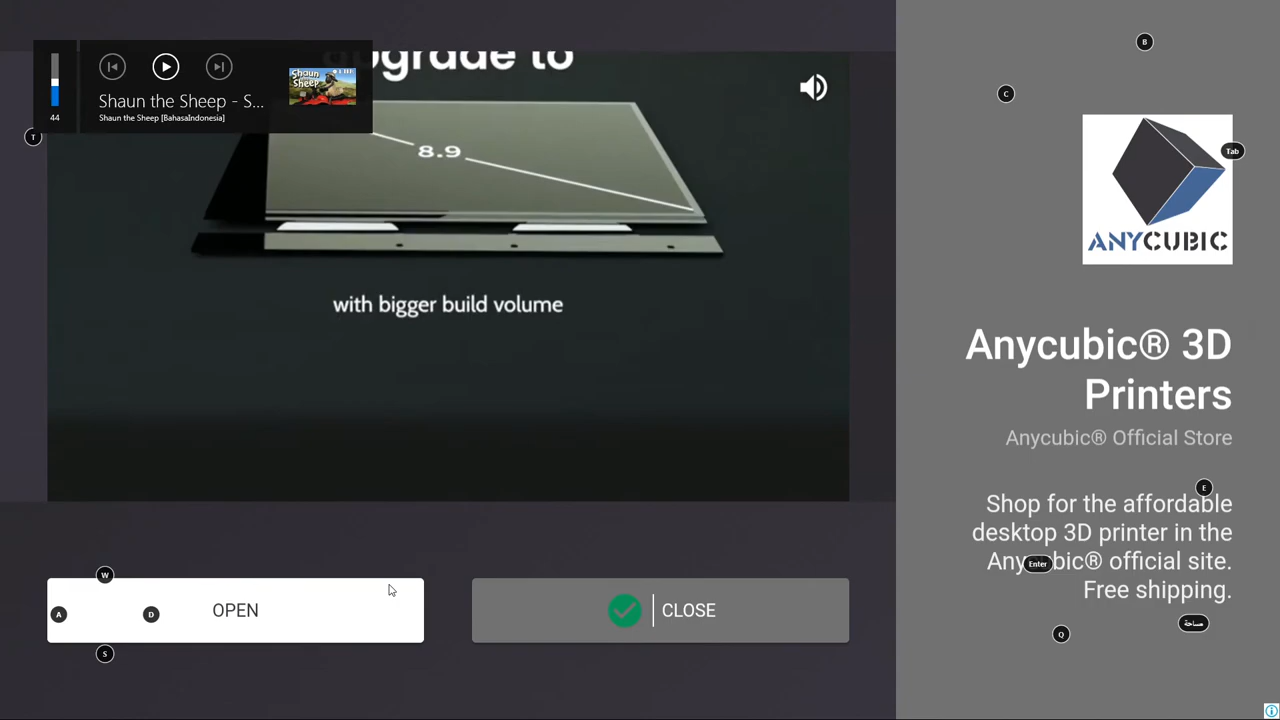 upgrade to
44
Shaun the Sheep - S...
Shaun the Sheep [BahasaIndonesia]
Shaun
Sheep
8.9
with bigger build volume
OPEN
CLOSE
T
W
A
D
S
B
C
Tab
ANYCUBIC
Anycubic® 3D
Printers
Anycubic® Official Store
E
Shop for the affordable
desktop 3D printer in the
Anycubic® official site.
Free shipping.
Enter
مساحة
Q